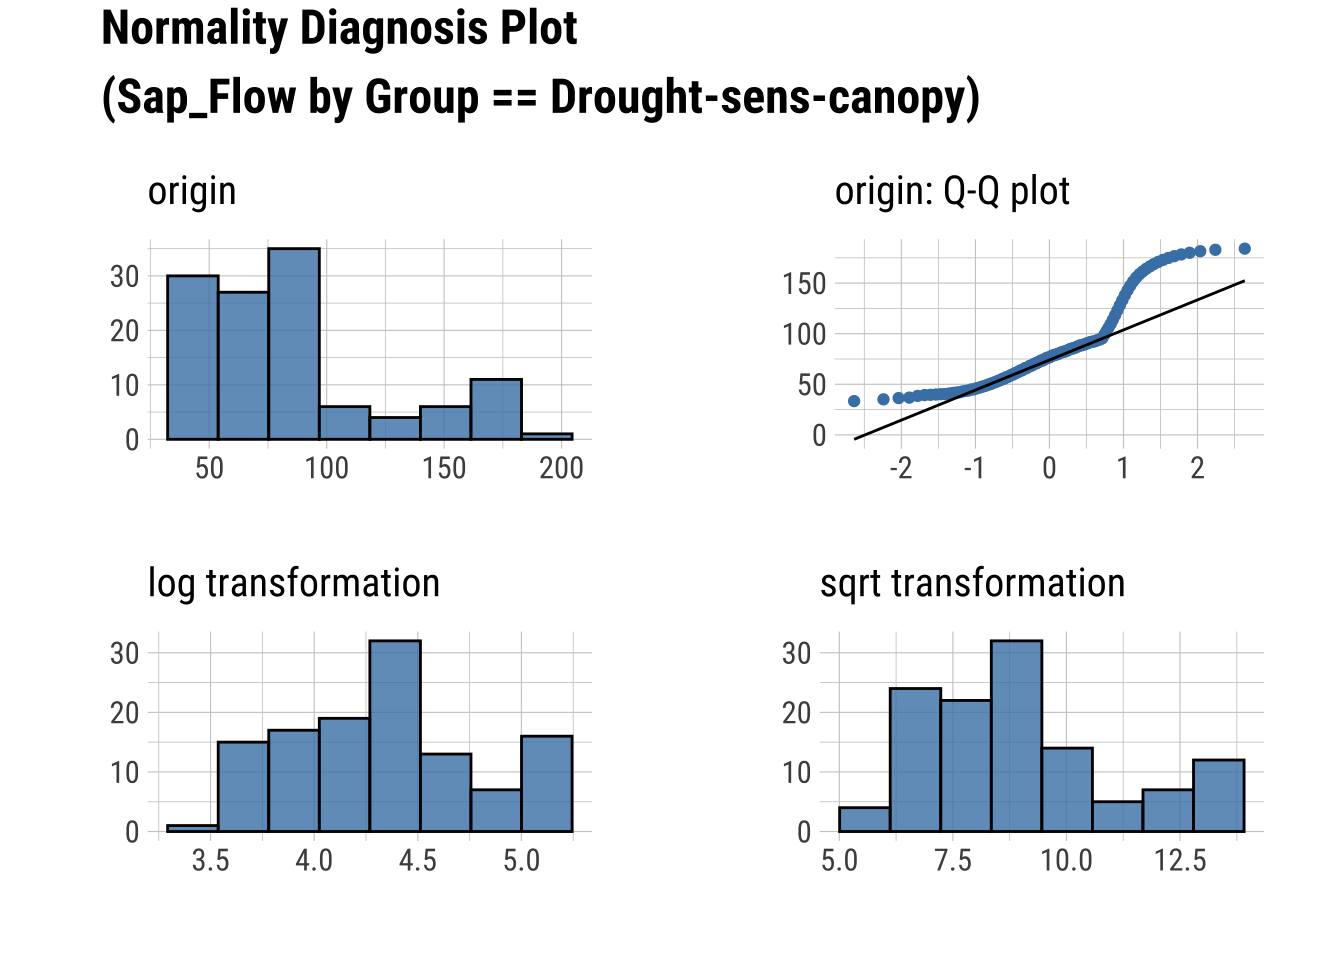 Normality Diagnosis Plot
(Sap_Flow by Group == Drought-sens-canopy)
origin
30
20
10
0
50 100 150 200
origin: Q-Q plot
150
100
50
0
-2 -1 0 1 2
log transformation
30
20
10
0
3.5 4.0 4.5 5.0
sqrt transformation
30
20
10
0
5.0 7.5 10.0 12.5